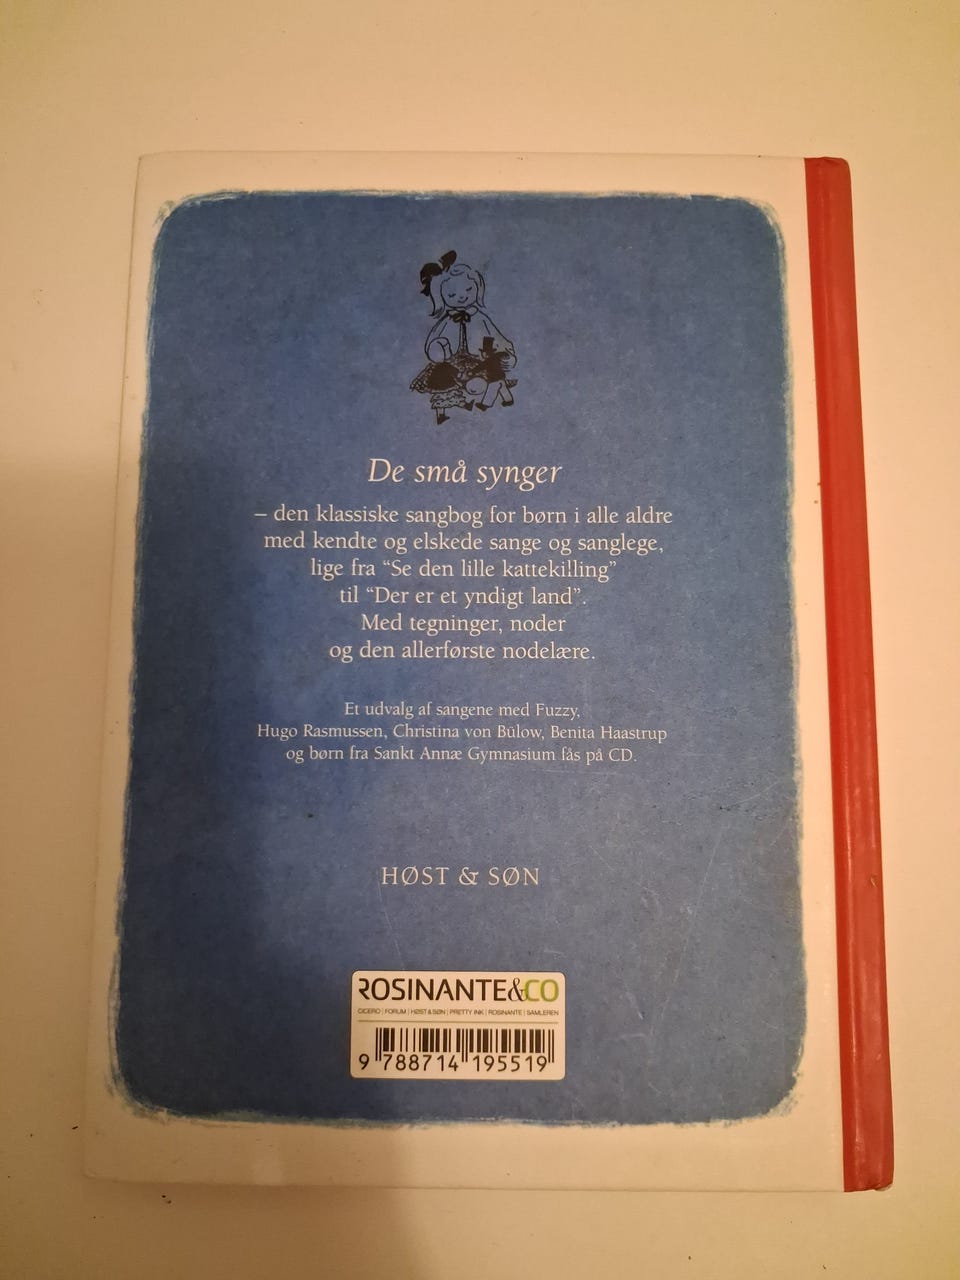 De små synger
– den klassiske sangbog for børn i alle aldre
med kendte og elskede sange og sanglege,
lige fra “Se den lille kattekilling”
til “Der er et yndigt land”.
Med tegninger, noder
og den allerførste nodelære.
Et udvalg af sangene med Fuzzy,
Hugo Rasmussen, Christina von Bülow, Benita Haastrup
og børn fra Sankt Annæ Gymnasium fås på CD.
HØST & SØN
ROSINANTE&CO
CICERO | FORUM | HØST & SØN | PRETTY INK | ROSINANTE | SAMLEREN
9 788714 195519